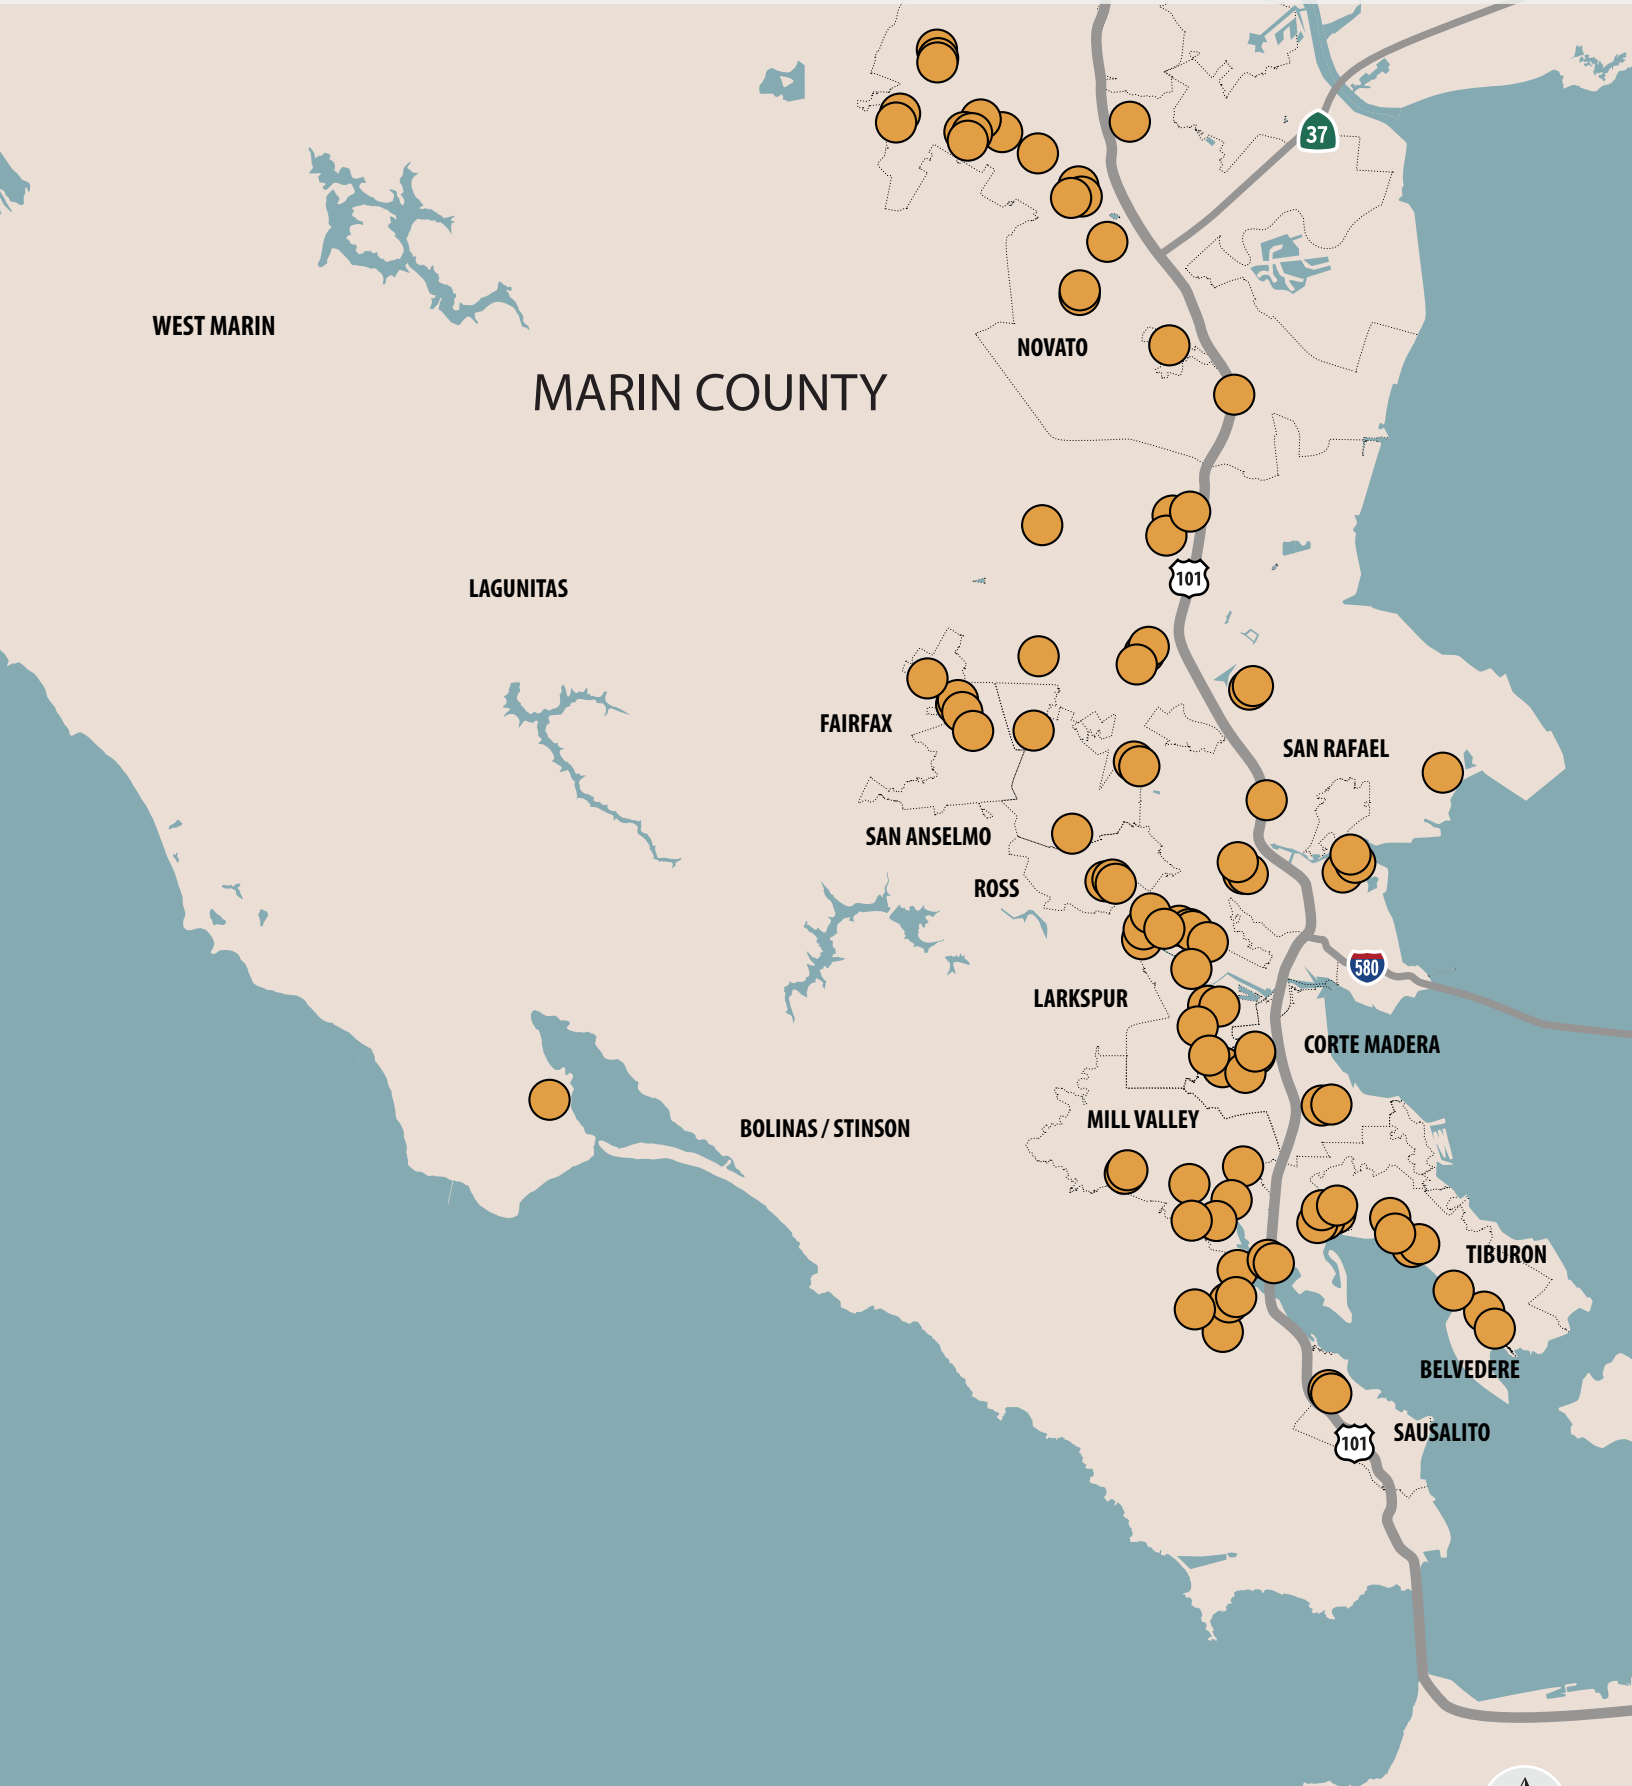 37
WEST MARIN
NOVATO
MARIN COUNTY
101
LAGUNITAS
FAIRFAX
SAN RAFAEL
SAN ANSELMO
ROSS
580
LARKSPUR
CORTE MADERA
MILL VALLEY
BOLINAS / STINSON
TIBURON
BELVEDERE
SAUSALITO
101